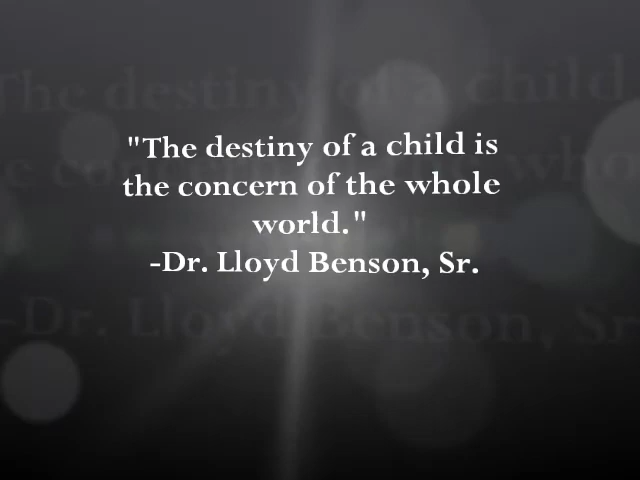 "The destiny of a child is
the concern of the whole
world."
-Dr. Lloyd Benson, Sr.